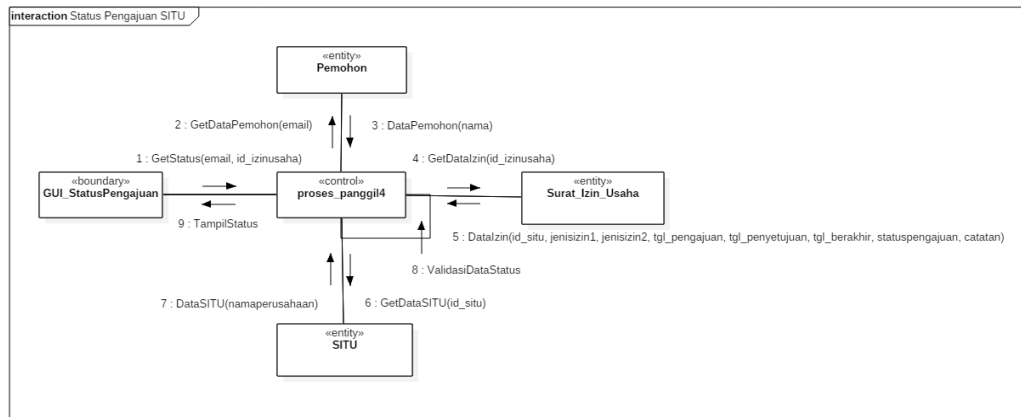 interaction Status Pengajuan SITU
«entity»
Pemohon
2 : GetDataPemohon(email)
3 : DataPemohon(nama)
1 : GetStatus(email, id_izinusaha)
4 : GetDataIzin(id_izinusaha)
«boundary»
GUI_StatusPengajuan
«control»
proses_panggil4
«entity»
Surat_Izin_Usaha
9 : TampilStatus
5 : DataIzin(id_situ, jenisizin1, jenisizin2, tgl_pengajuan, tgl_penyetujuan, tgl_berakhir, statuspengajuan, catatan)
8 : ValidasiDataStatus
7 : DataSITU(namaperusahaan)
6 : GetDataSITU(id_situ)
«entity»
SITU